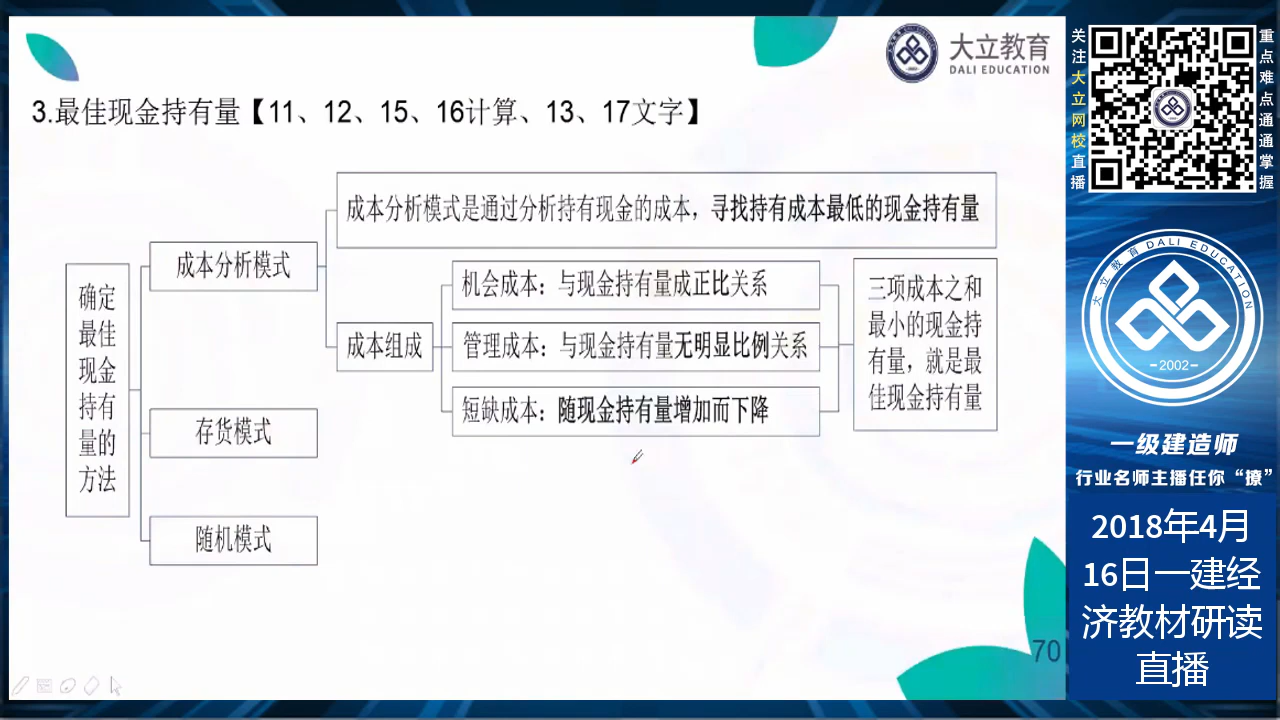 大立教育
DALI EDUCATION
3.最佳现金持有量【11、12、15、16计算、13、17文字】
确定
最佳
现金
持有
量的
方法
成本分析模式
存货模式
随机模式
成本分析模式是通过分析持有现金的成本，寻找持有成本最低的现金持有量
成本组成
机会成本：与现金持有量成正比关系
管理成本：与现金持有量无明显比例关系
短缺成本：随现金持有量增加而下降
三项成本之和
最小的现金持
有量，就是最
佳现金持有量
70
关注大立网校直播
重点难点通通掌握
大立教育 DALI EDUCATION
-2002-
一级建造师
行业名师主播任你“撩”
2018年4月
16日一建经
济教材研读
直播